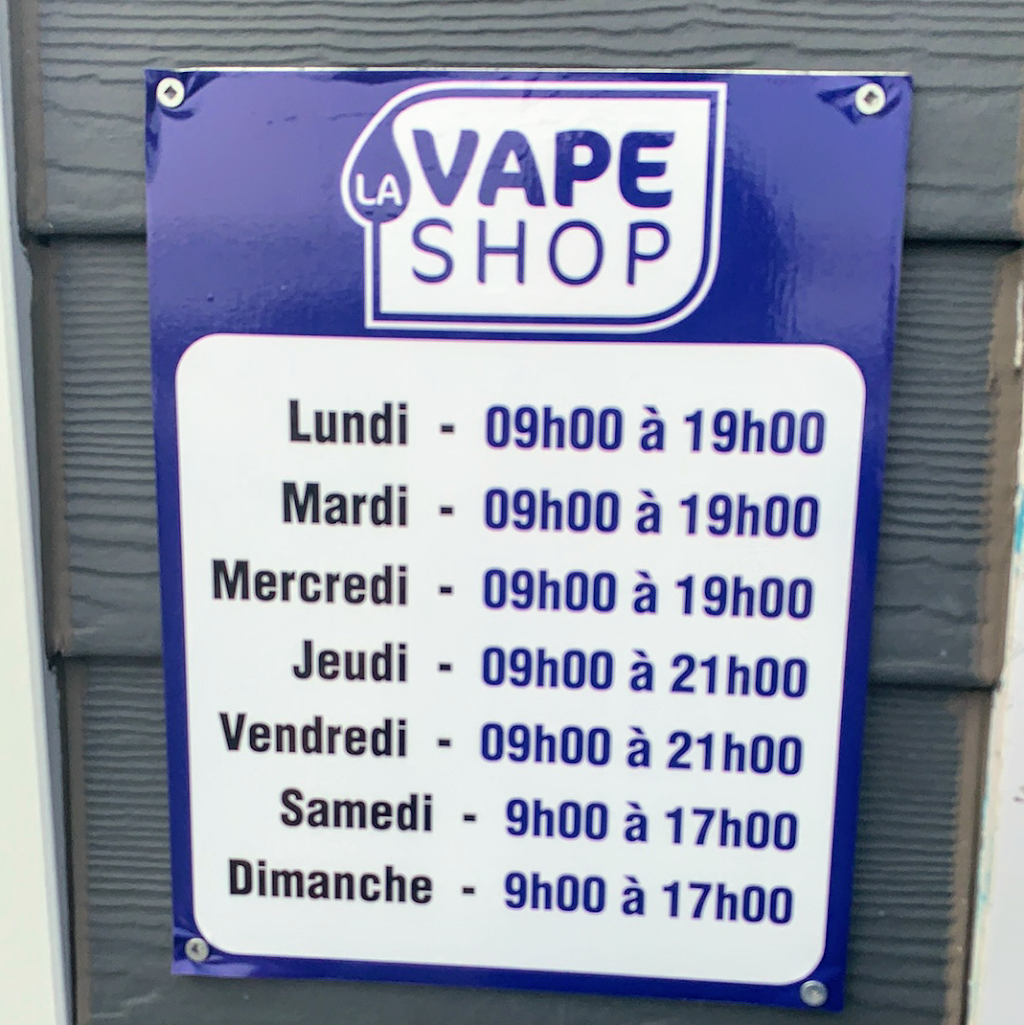 LA VAPE
SHOP
Lundi - 09h00 à 19h00
Mardi - 09h00 à 19h00
Mercredi - 09h00 à 19h00
Jeudi - 09h00 à 21h00
Vendredi - 09h00 à 21h00
Samedi - 9h00 à 17h00
Dimanche - 9h00 à 17h00